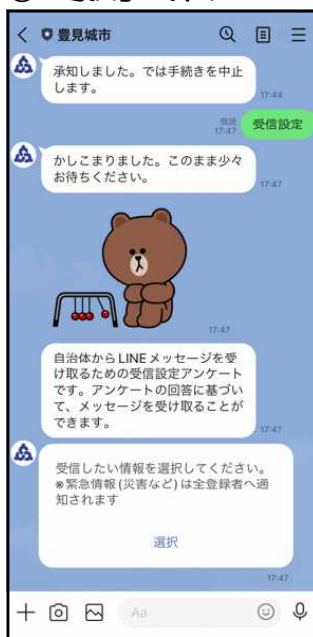 豊見城市
承知しました。では手続きを中止
します。
17:44
既読
17:47
受信設定
かしこまりました。このまま少々
お待ちください。
17:47
17:47
自治体からLINEメッセージを受
け取るための受信設定アンケート
です。アンケートの回答に基づい
て、メッセージを受け取ることが
できます。
17:47
受信したい情報を選択してください。
※緊急情報(災害など)は全登録者へ通
知されます
選択
17:47
Aa